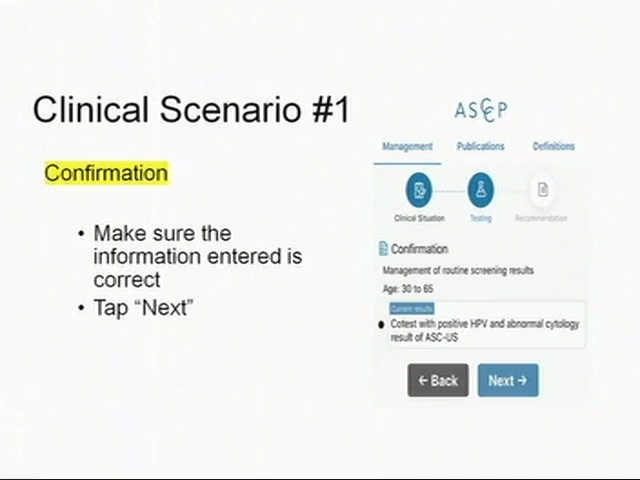 Clinical Scenario #1
Confirmation
• Make sure the
information entered is
correct
• Tap “Next”
ASCCP
Management Publications Definitions
Clinical Situation Testing Recommendation
Confirmation
Management of routine screening results
Age: 30 to 65
Current results
Cotest with positive HPV and abnormal cytology
result of ASC-US
← Back Next →